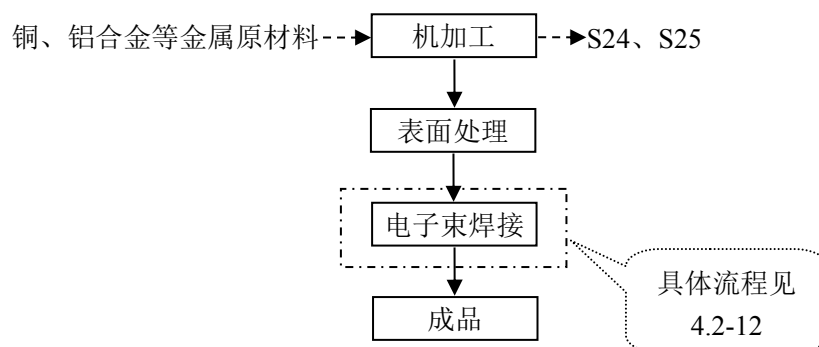 铜、铝合金等金属原材料
机加工
S24、S25
表面处理
电子束焊接
具体流程见
4.2-12
成品